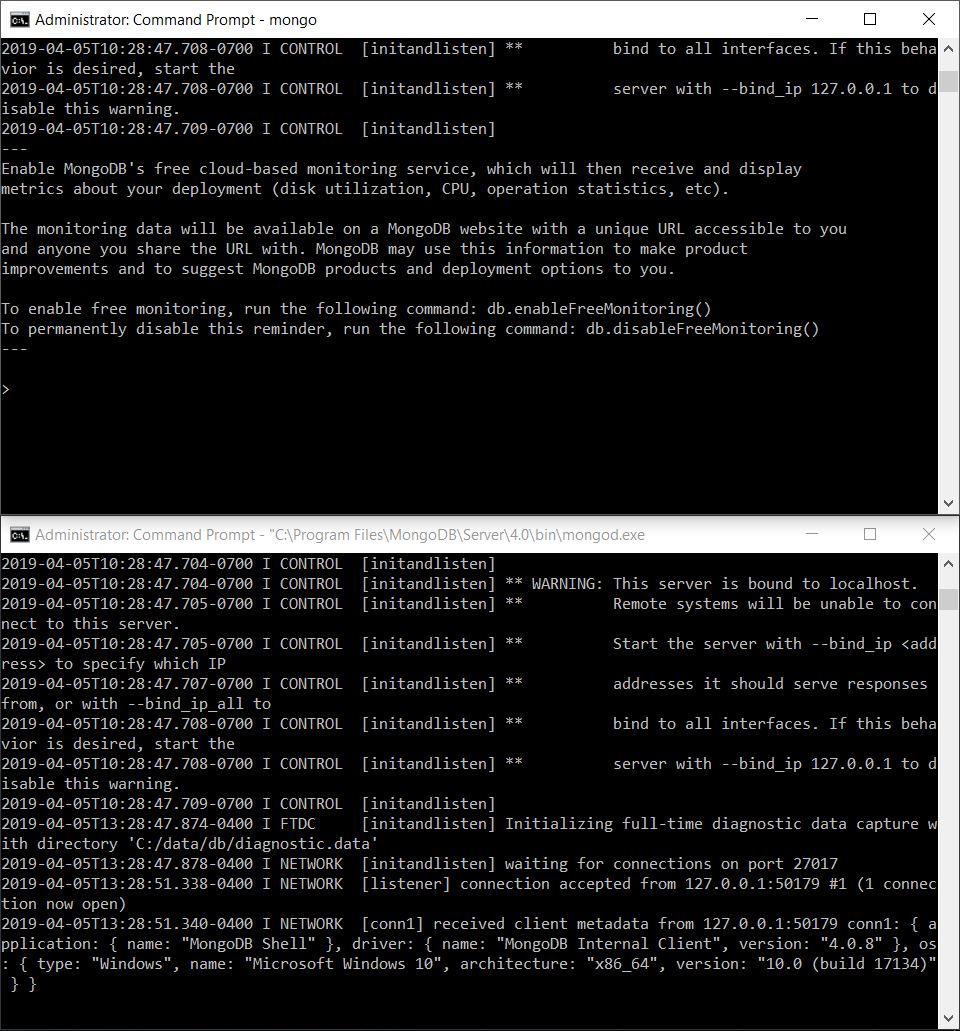 Administrator: Command Prompt - mongo
2019-04-05T10:28:47.708-0700 I CONTROL  [initandlisten] **          bind to all interfaces. If this beha
vior is desired, start the
2019-04-05T10:28:47.708-0700 I CONTROL  [initandlisten] **          server with --bind_ip 127.0.0.1 to d
isable this warning.
2019-04-05T10:28:47.709-0700 I CONTROL  [initandlisten]
---
Enable MongoDB's free cloud-based monitoring service, which will then receive and display
metrics about your deployment (disk utilization, CPU, operation statistics, etc).
The monitoring data will be available on a MongoDB website with a unique URL accessible to you
and anyone you share the URL with. MongoDB may use this information to make product
improvements and to suggest MongoDB products and deployment options to you.
To enable free monitoring, run the following command: db.enableFreeMonitoring()
To permanently disable this reminder, run the following command: db.disableFreeMonitoring()
---
>
Administrator: Command Prompt - "C:\Program Files\MongoDB\Server\4.0\bin\mongod.exe
2019-04-05T10:28:47.704-0700 I CONTROL  [initandlisten]
2019-04-05T10:28:47.704-0700 I CONTROL  [initandlisten] ** WARNING: This server is bound to localhost.
2019-04-05T10:28:47.705-0700 I CONTROL  [initandlisten] **          Remote systems will be unable to con
nect to this server.
2019-04-05T10:28:47.705-0700 I CONTROL  [initandlisten] **          Start the server with --bind_ip <add
ress> to specify which IP
2019-04-05T10:28:47.707-0700 I CONTROL  [initandlisten] **          addresses it should serve responses
from, or with --bind_ip_all to
2019-04-05T10:28:47.708-0700 I CONTROL  [initandlisten] **          bind to all interfaces. If this beha
vior is desired, start the
2019-04-05T10:28:47.708-0700 I CONTROL  [initandlisten] **          server with --bind_ip 127.0.0.1 to d
isable this warning.
2019-04-05T10:28:47.709-0700 I CONTROL  [initandlisten]
2019-04-05T13:28:47.874-0400 I FTDC     [initandlisten] Initializing full-time diagnostic data capture w
ith directory 'C:/data/db/diagnostic.data'
2019-04-05T13:28:47.878-0400 I NETWORK  [initandlisten] waiting for connections on port 27017
2019-04-05T13:28:51.338-0400 I NETWORK  [listener] connection accepted from 127.0.0.1:50179 #1 (1 connec
tion now open)
2019-04-05T13:28:51.340-0400 I NETWORK  [conn1] received client metadata from 127.0.0.1:50179 conn1: { a
pplication: { name: "MongoDB Shell" }, driver: { name: "MongoDB Internal Client", version: "4.0.8" }, os
: { type: "Windows", name: "Microsoft Windows 10", architecture: "x86_64", version: "10.0 (build 17134)"
 } }